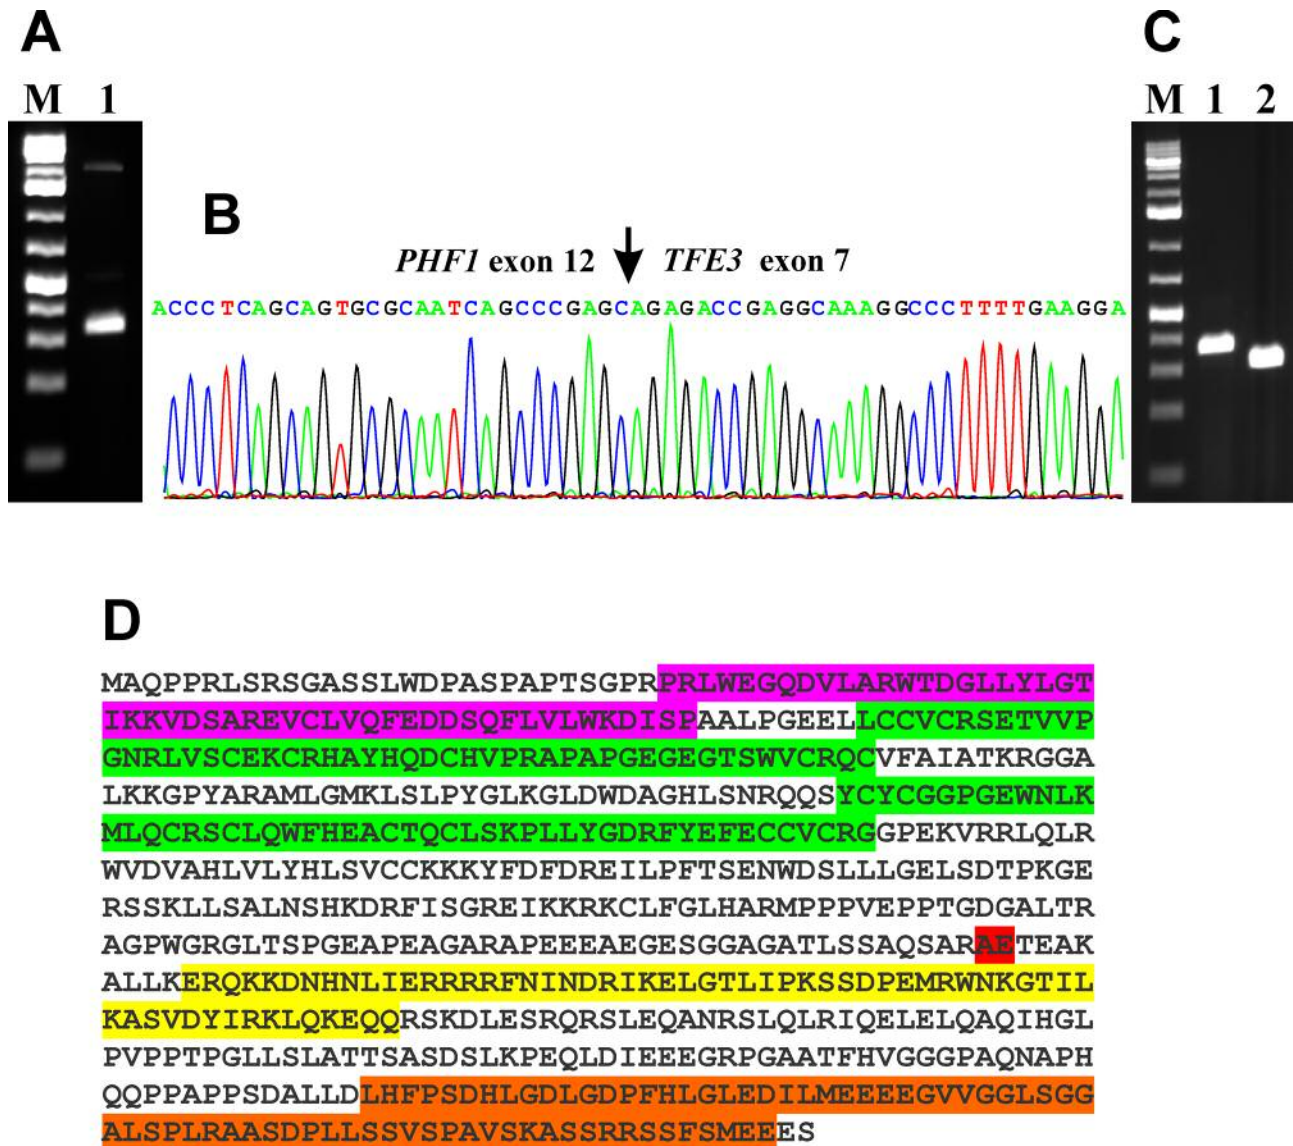 A
C
M 1
M 1 2
B
PHF1 exon 12 TFE3 exon 7
ACCCTCAGCAGTGCGCAATCAGCCCGAGCAGAGACCGAGGCAAAGGCCCTTTTGAAGGA
D
MAQPPRLSRSGASSLWDPASPAPTSGPRPRLWEGQDVLARWTDGLLYLGT
IKKVDSAREVCLVQFEDDSQFLVLWKDISPAALPGEELLCCVCRSETVVP
GNRLVSCEKCRHAYHQDCHVPRAPAPGEGEGTSWVCRQCVFAIATKRGGA
LKKGPYARAMLGMKLSLPYGLKGLDWDAGHLSNRQQSYCYCGGPGEWNLK
MLQCRSCLQWFHEACTQCLSKPLLYGDRFYEFECCVCRGGPEKVRRLQLR
WVDVAHLVLYHLSVCCKKKYFDFDREILPFTSENWDSLLLGELSDTPKGE
RSSKLLSALNSHKDRFISGREIKKRKCLFGLHARMPPPVEPPTGDGALTR
AGPWGRGLTSPGEAPEAGARAPEEEAEGESGGAGATLSSAQSARAETEAK
ALLKERQKKDNHNLIERRRRFNINDRIKELGTLIPKSSDPEMRWNKGTIL
KASVDYIRKLQKEQQRSKDLESRQRSLEQANRSLQLRIQELELQAQIHGL
PVPPTPGLLSLATTSASDSLKPEQLDIEEEGRPGAATFHVGGGPAQNAPH
QQPPAPPSDALLDLHFPSDHLGDLGDPFHLGLEDILMEEEEGVVGGLSGG
ALSPLRAASDPLLSSVSPAVSKASSRRSSFSMEEES